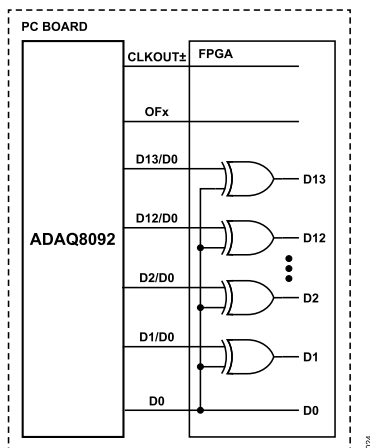 PC BOARD
CLKOUT± FPGA
OFx
D13/D0
D13
D12/D0
D12
ADAQ8092
D2/D0
D2
D1/D0
D1
D0
D0